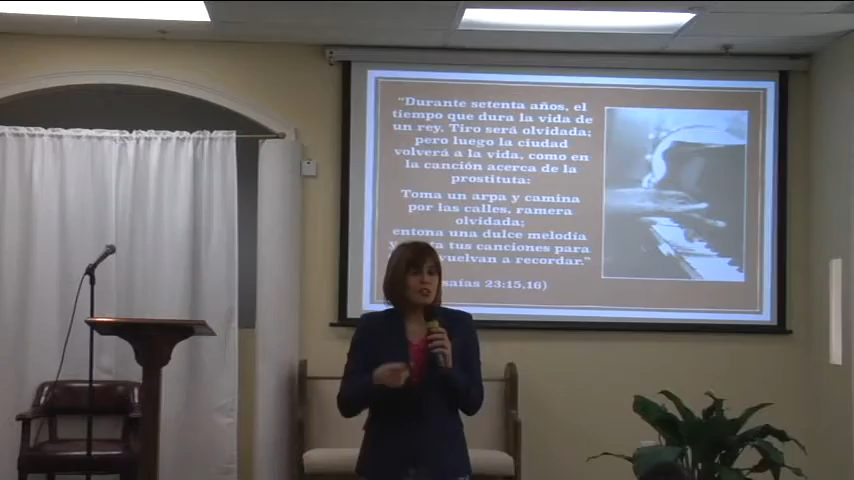 "Durante setenta años, el
tiempo que dura la vida de
un rey, Tiro será olvidada;
pero luego la ciudad
volverá a la vida, como en
la canción acerca de la
prostituta:
Toma un arpa y camina
por las calles, ramera
olvidada;
entona una dulce melodía
tus canciones para
vuelvan a recordar."
saías 23:15,16)